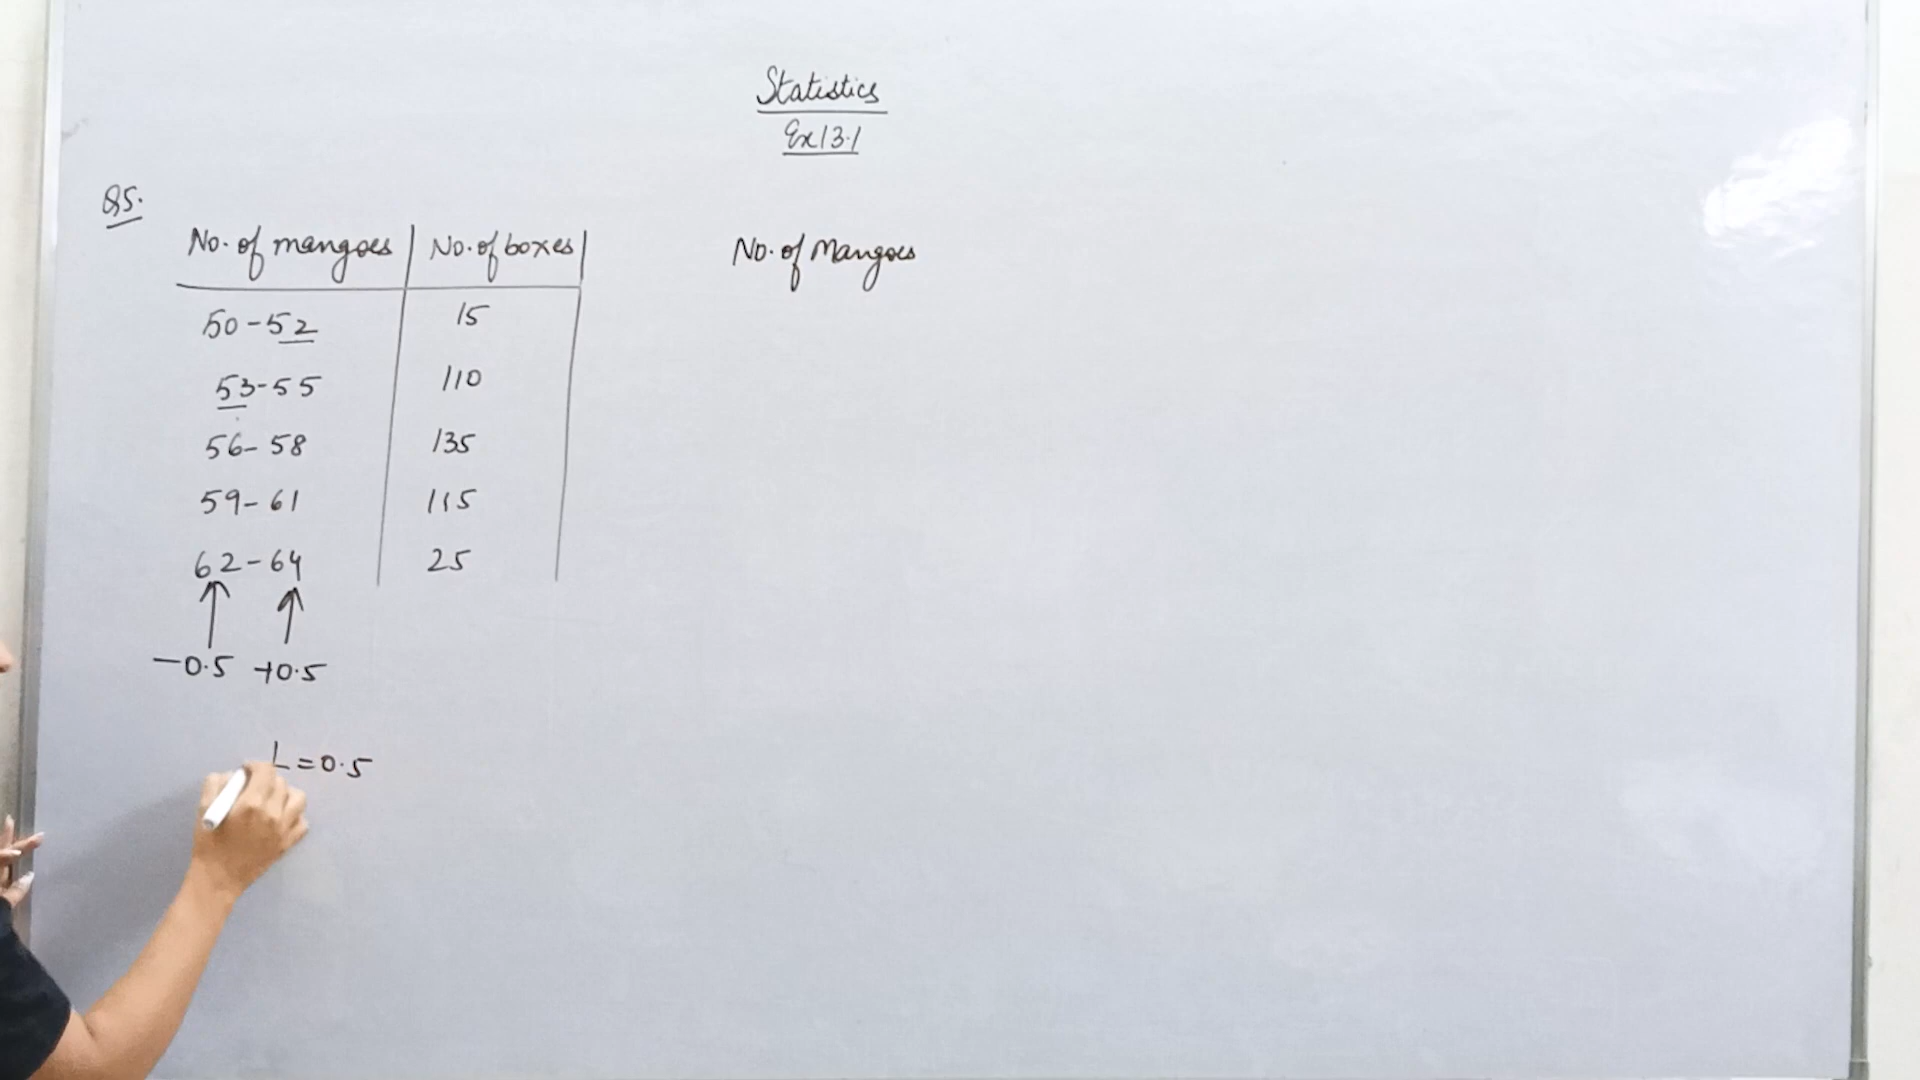 Statistics
Ex 13.1
Q5.
No. of mangoes | No. of boxes | No. of Mangoes
50-52 15
53-55 110
56-58 135
59-61 115
62-64 25
-0.5 +0.5
=0.5